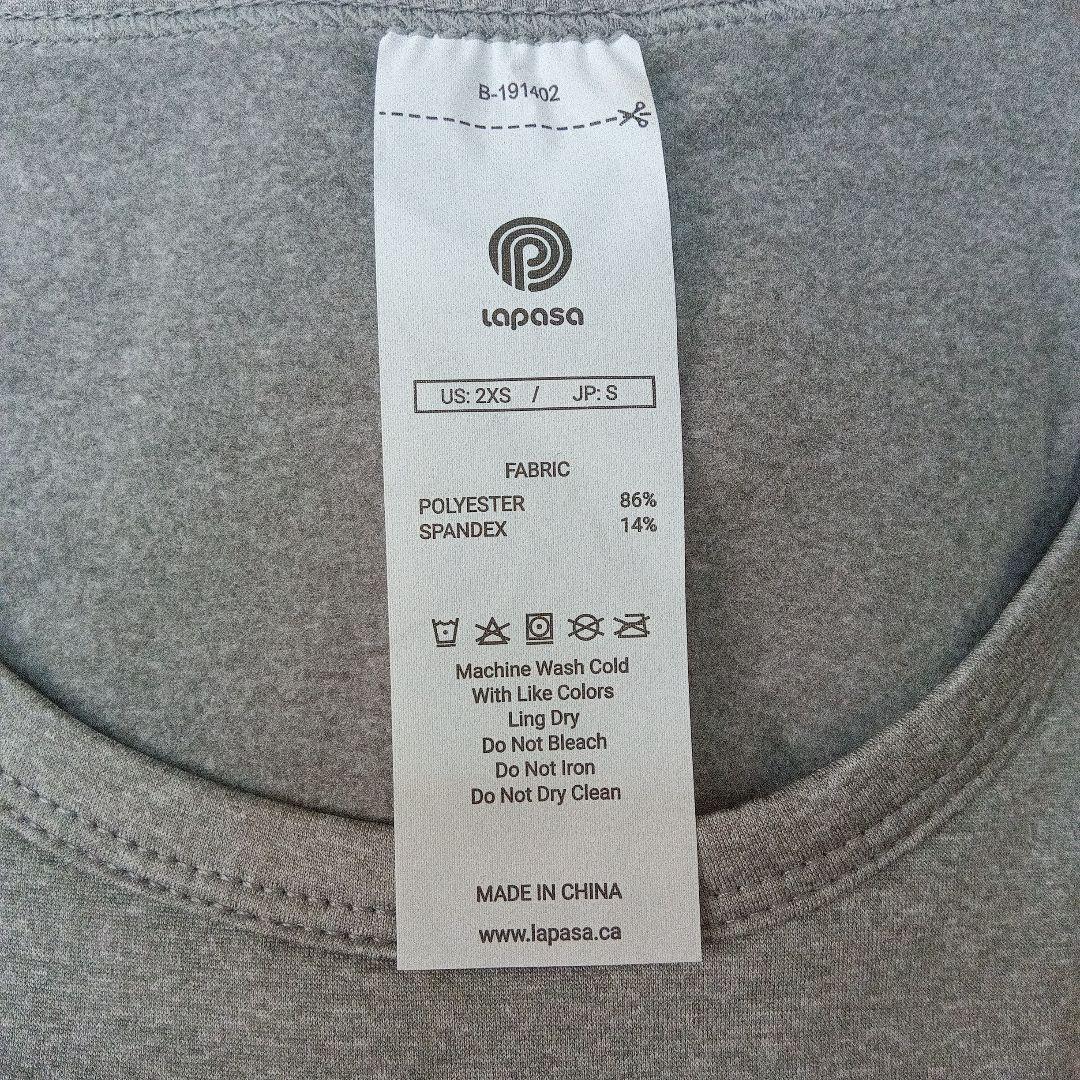 B-191402
Lapasa
US: 2XS / JP: S
FABRIC
POLYESTER 86%
SPANDEX 14%
Machine Wash Cold
With Like Colors
Ling Dry
Do Not Bleach
Do Not Iron
Do Not Dry Clean
MADE IN CHINA
www.lapasa.ca